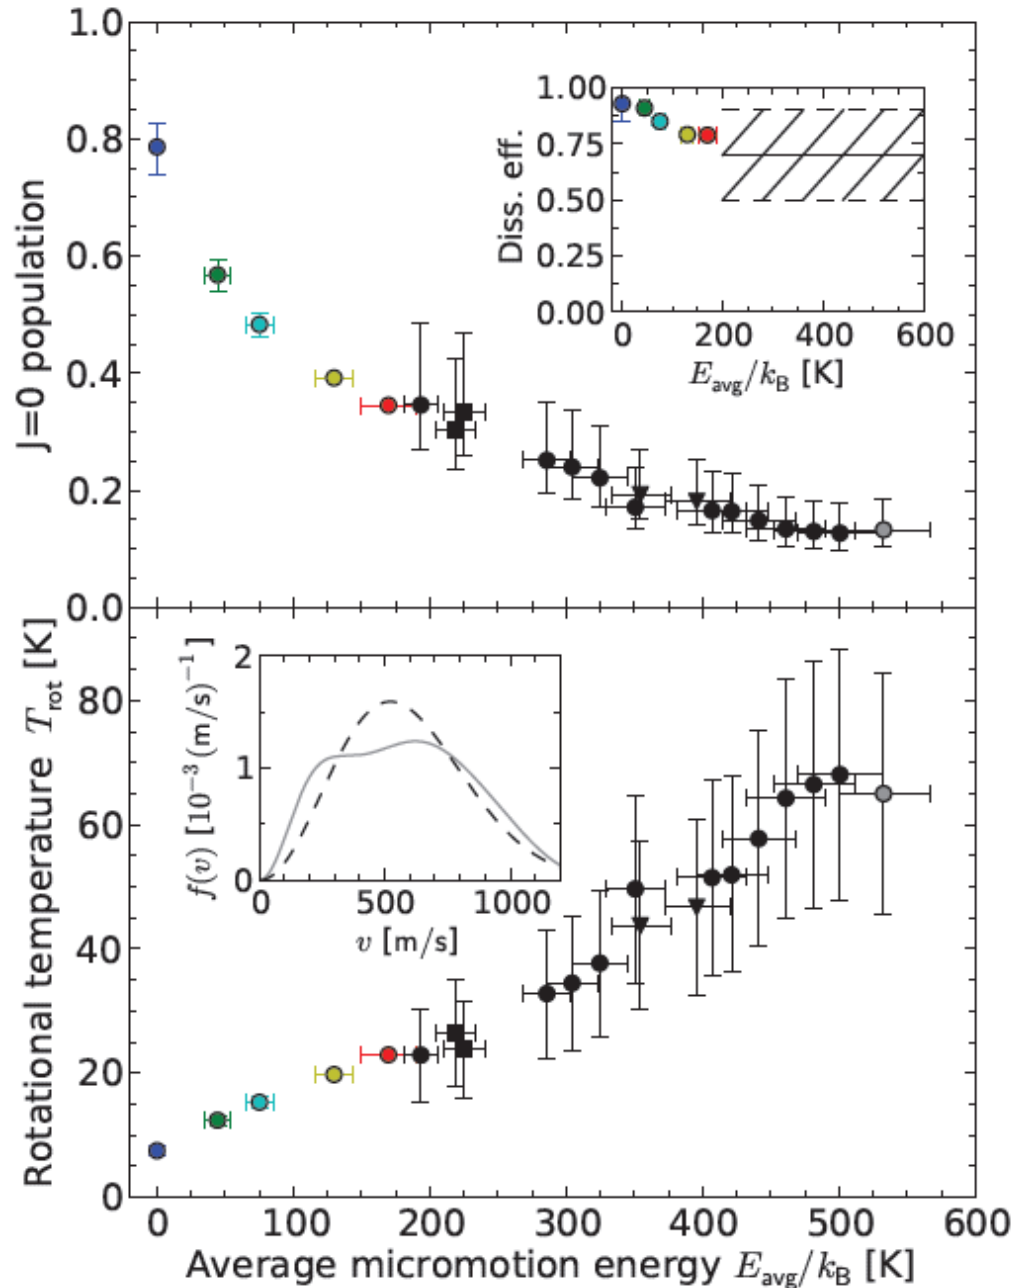 J=0 population
1.0
0.8
0.6
0.4
0.2
0.0
Diss. eff.
1.00
0.75
0.50
0.25
0.00
0 200 400 600
E_avg/k_B [K]
Rotational temperature T_rot [K]
80
60
40
20
0
f(v) [10⁻³ (m/s)⁻¹]
2
1
0
0 500 1000
v [m/s]
0 100 200 300 400 500 600
Average micromotion energy E_avg/k_B [K]